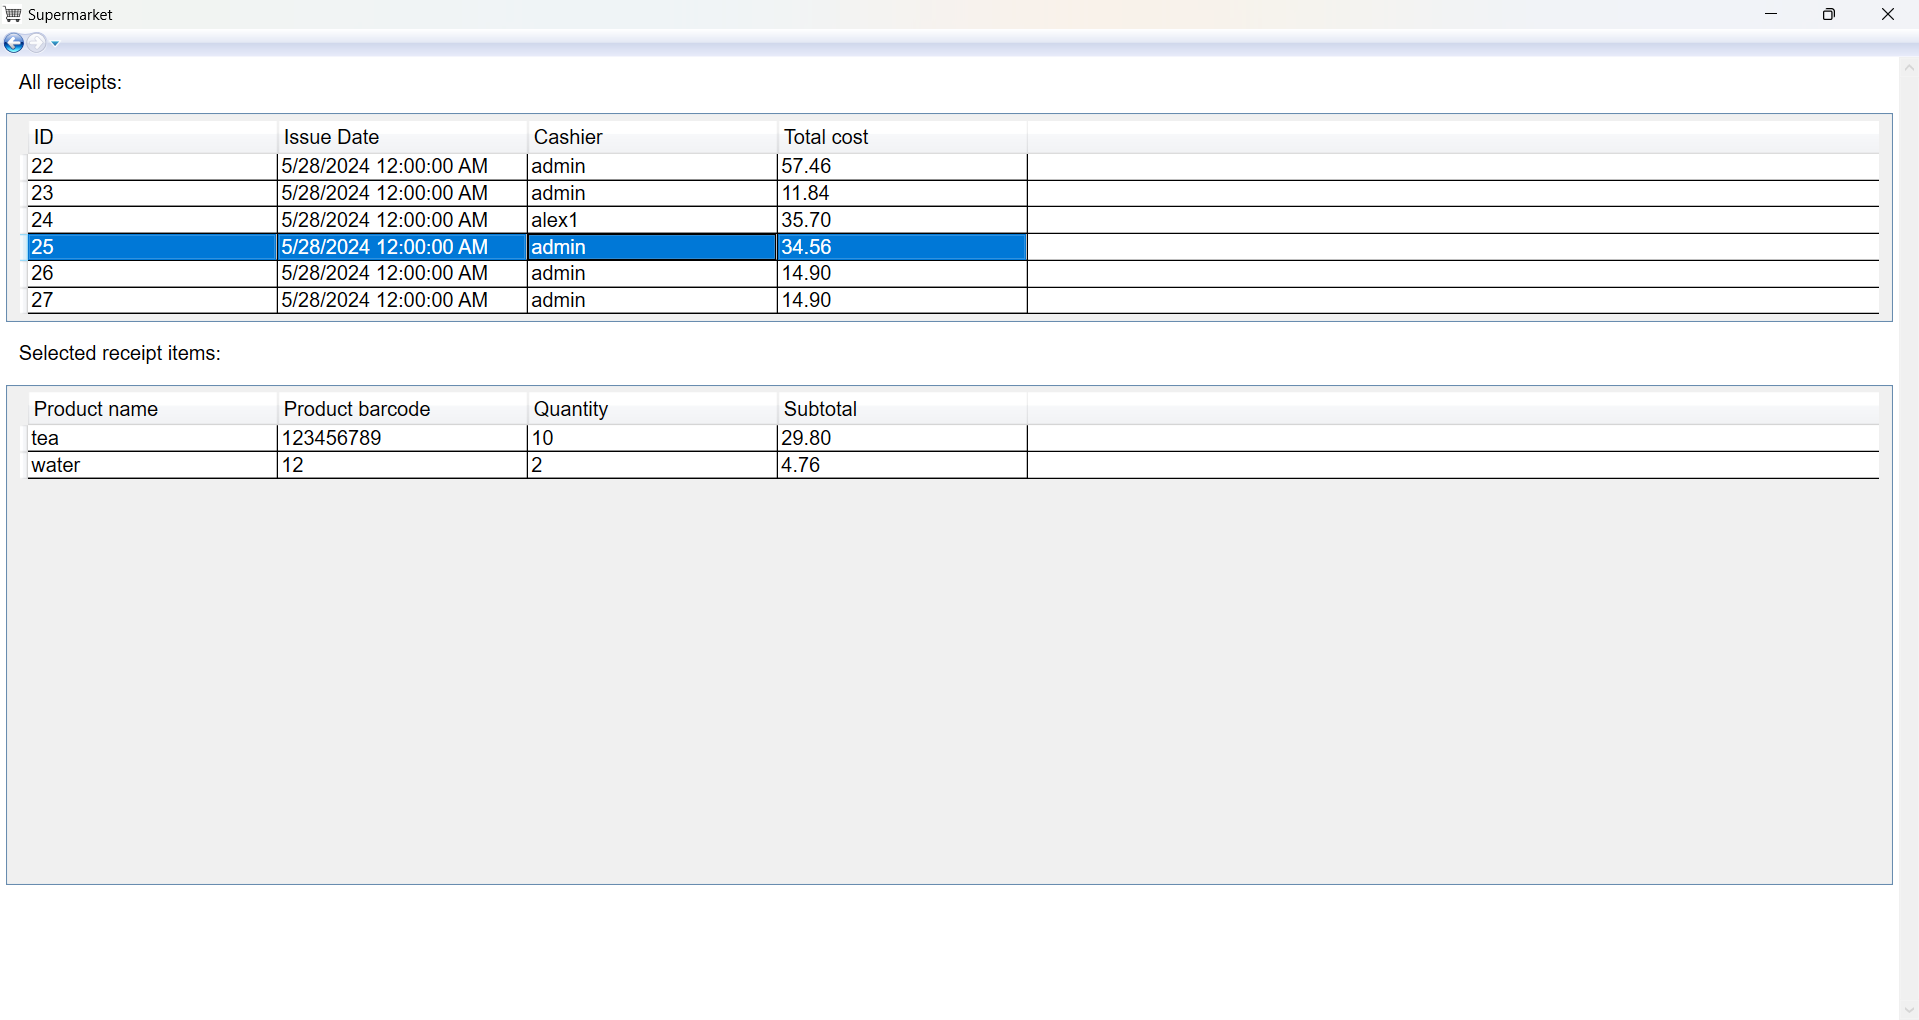 Supermarket
All receipts:
ID Issue Date Cashier Total cost
22 5/28/2024 12:00:00 AM admin 57.46
23 5/28/2024 12:00:00 AM admin 11.84
24 5/28/2024 12:00:00 AM alex1 35.70
25 5/28/2024 12:00:00 AM admin 34.56
26 5/28/2024 12:00:00 AM admin 14.90
27 5/28/2024 12:00:00 AM admin 14.90
Selected receipt items:
Product name Product barcode Quantity Subtotal
tea 123456789 10 29.80
water 12 2 4.76